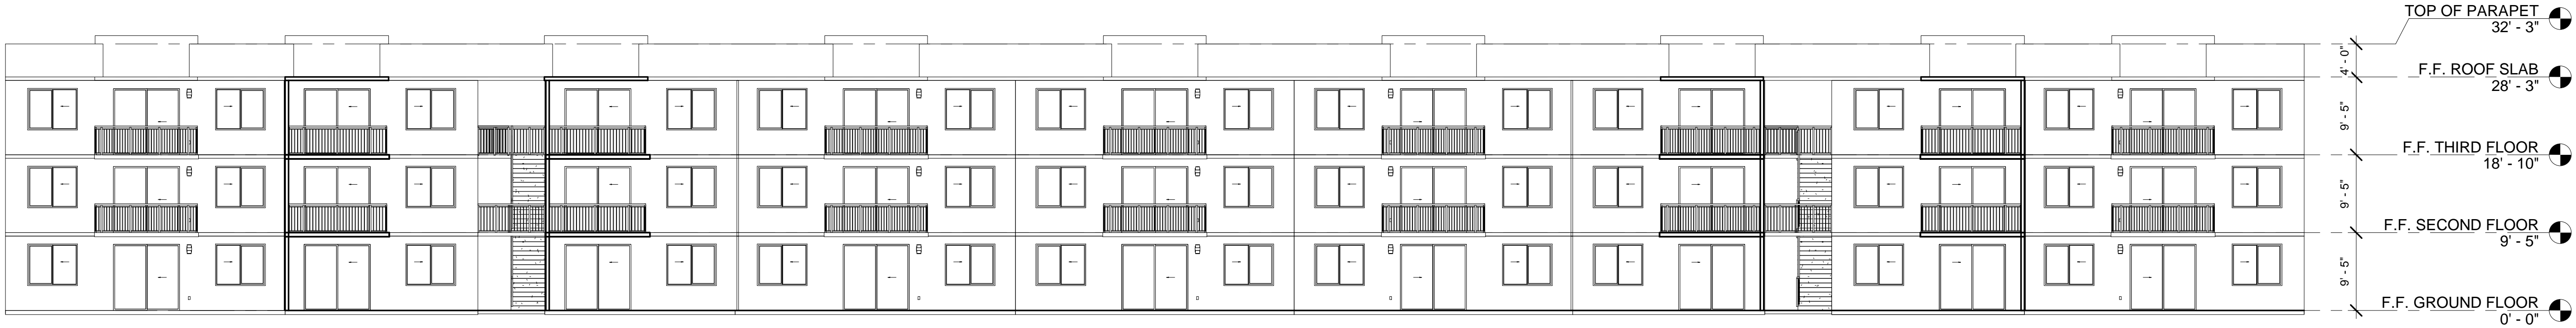 TOP OF PARAPET
32' - 3"
4' - 0"
F.F. ROOF SLAB
28' - 3"
9' - 5"
F.F. THIRD FLOOR
18' - 10"
9' - 5"
F.F. SECOND FLOOR
9' - 5"
9' - 5"
F.F. GROUND FLOOR
0' - 0"